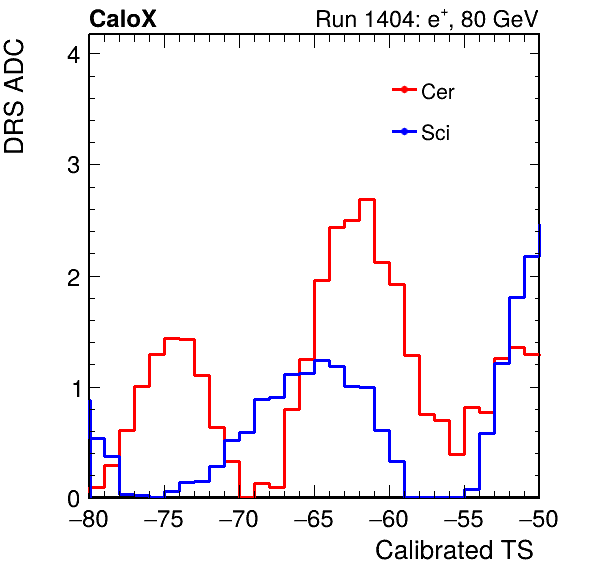 CaloX Run 1404: e⁺, 80 GeV
DRS ADC
Cer
Sci
4
3
2
1
0
−80 −75 −70 −65 −60 −55 −50
Calibrated TS